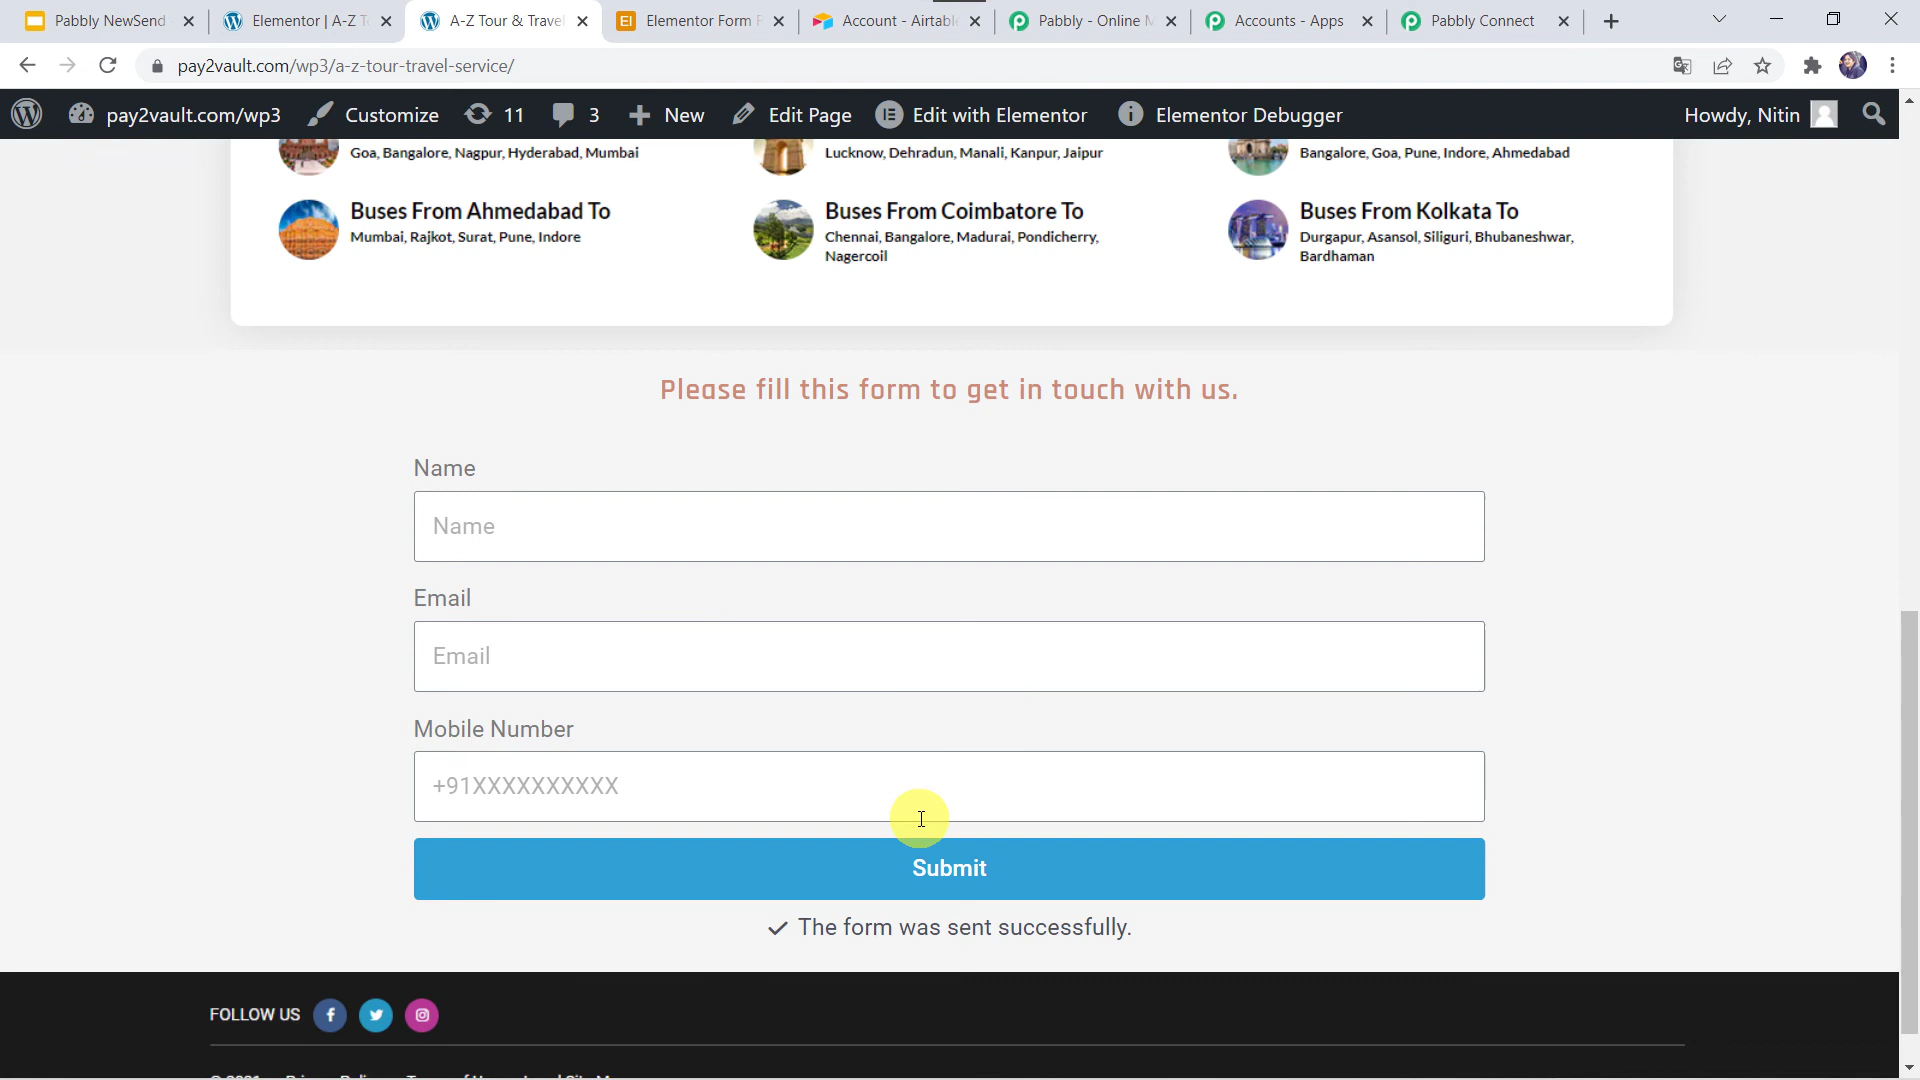 Pabbly NewSend
Elementor | A-Z T
A-Z Tour & Travel
Elementor Form
Account - Airtabl
Pabbly - Online M
Accounts - Apps
Pabbly Connect
pay2vault.com/wp3/a-z-tour-travel-service/
pay2vault.com/wp3
Customize
11
3
New
Edit Page
Edit with Elementor
Elementor Debugger
Howdy, Nitin
Goa, Bangalore, Nagpur, Hyderabad, Mumbai
Lucknow, Dehradun, Manali, Kanpur, Jaipur
Bangalore, Goa, Pune, Indore, Ahmedabad
Buses From Ahmedabad To
Mumbai, Rajkot, Surat, Pune, Indore
Buses From Coimbatore To
Chennai, Bangalore, Madurai, Pondicherry,
Nagercoil
Buses From Kolkata To
Durgapur, Asansol, Siliguri, Bhubaneshwar,
Bardhaman
Please fill this form to get in touch with us.
Name
Name
Email
Email
Mobile Number
+91XXXXXXXXXX
Submit
The form was sent successfully.
FOLLOW US